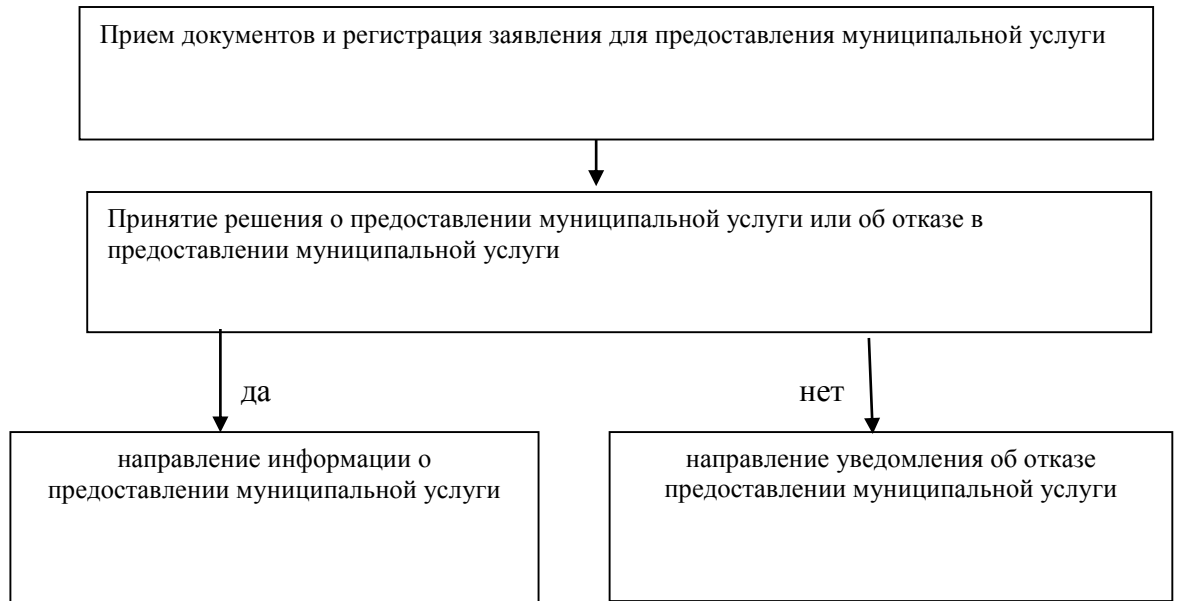 Прием документов и регистрация заявления для предоставления муниципальной услуги
Принятие решения о предоставлении муниципальной услуги или об отказе в
предоставлении муниципальной услуги
да
нет
направление информации о
предоставлении муниципальной услуги
направление уведомления об отказе
предоставлении муниципальной услуги